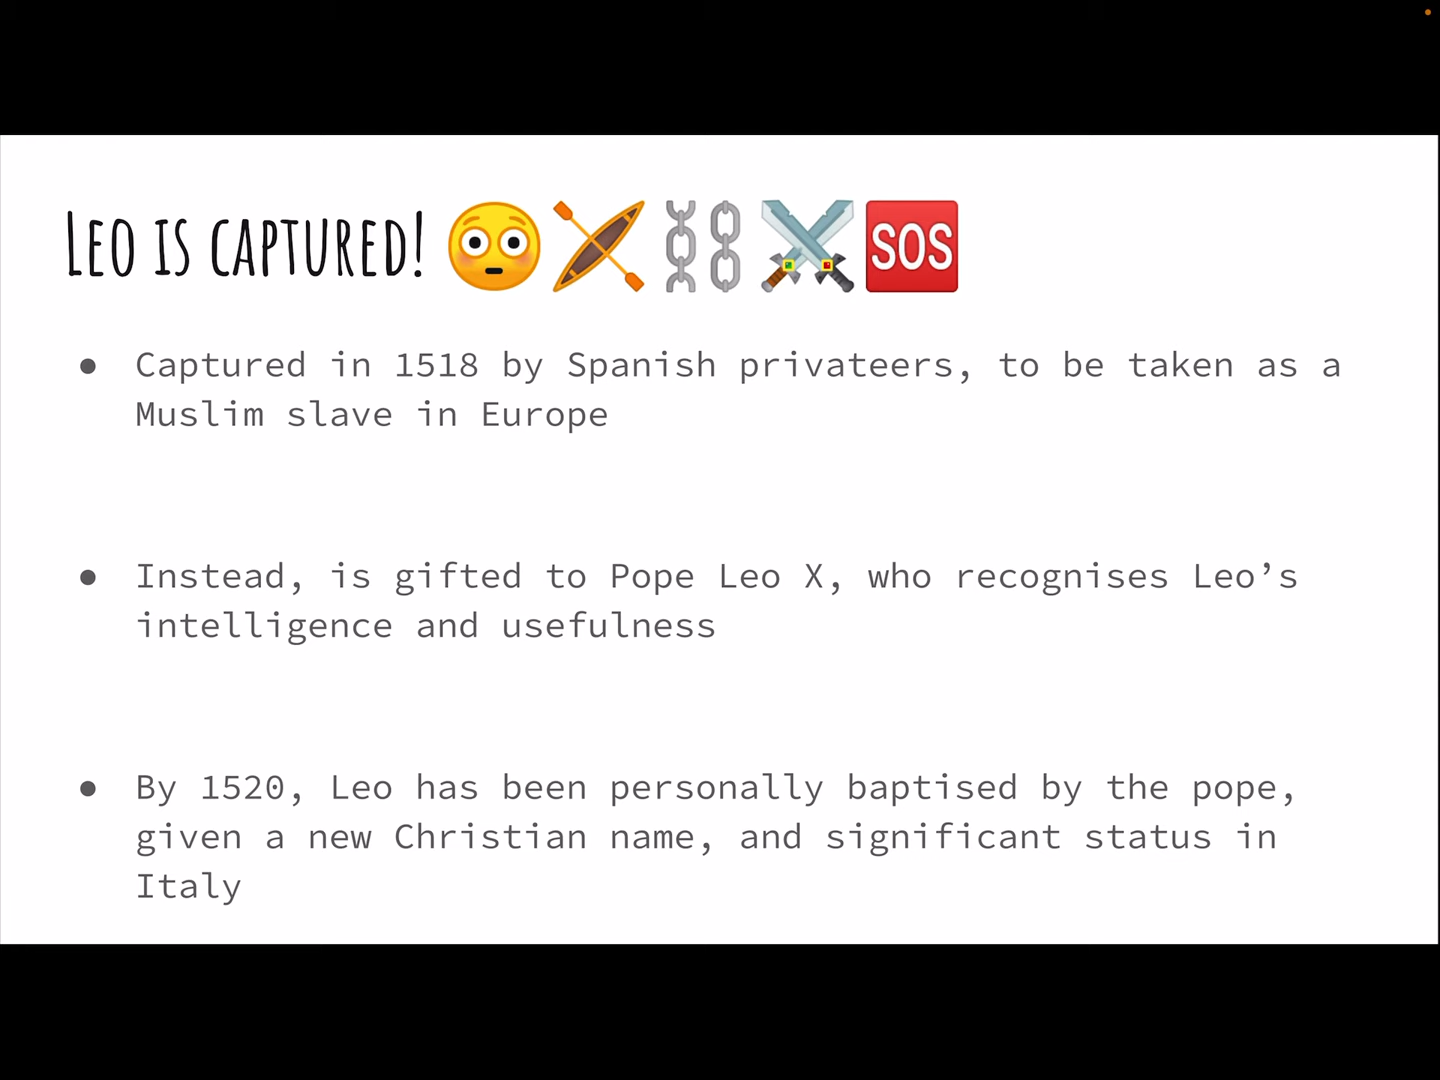 Leo is captured! 😳🛶⛓️⚔️🆘
● Captured in 1518 by Spanish privateers, to be taken as a
Muslim slave in Europe
● Instead, is gifted to Pope Leo X, who recognises Leo’s
intelligence and usefulness
● By 1520, Leo has been personally baptised by the pope,
given a new Christian name, and significant status in
Italy